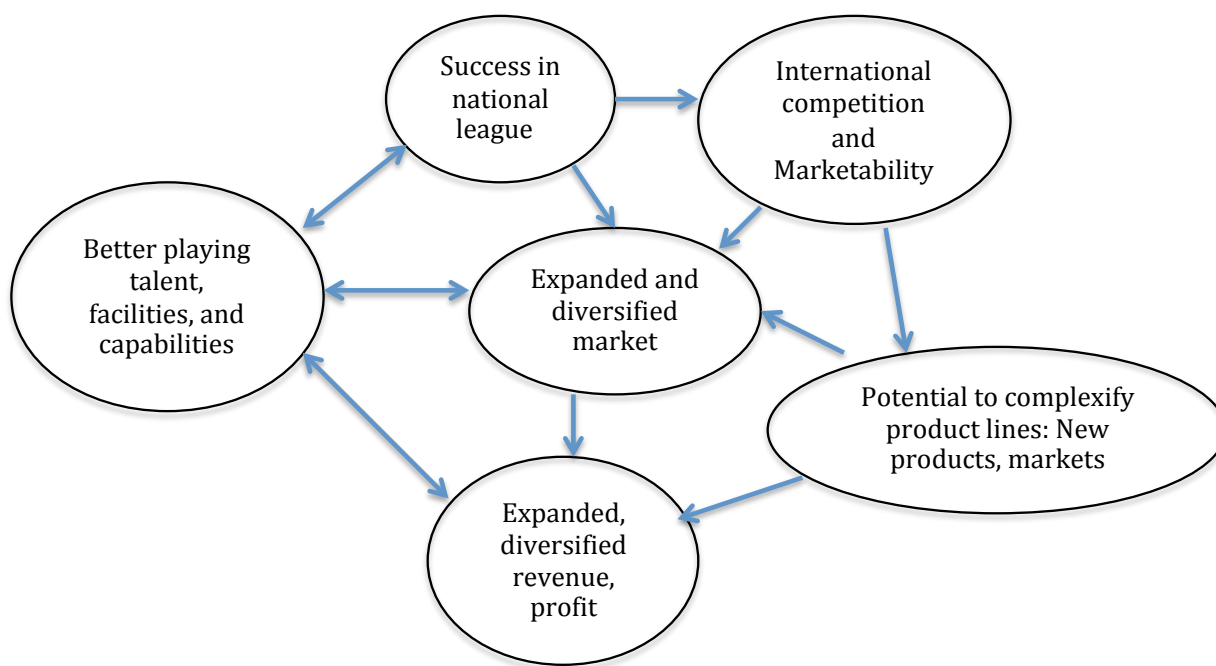 Success in
national
league
International
competition
and
Marketability
Better playing
talent,
facilities, and
capabilities
Expanded and
diversified
market
Potential to complexify
product lines: New
products, markets
Expanded,
diversified
revenue,
profit